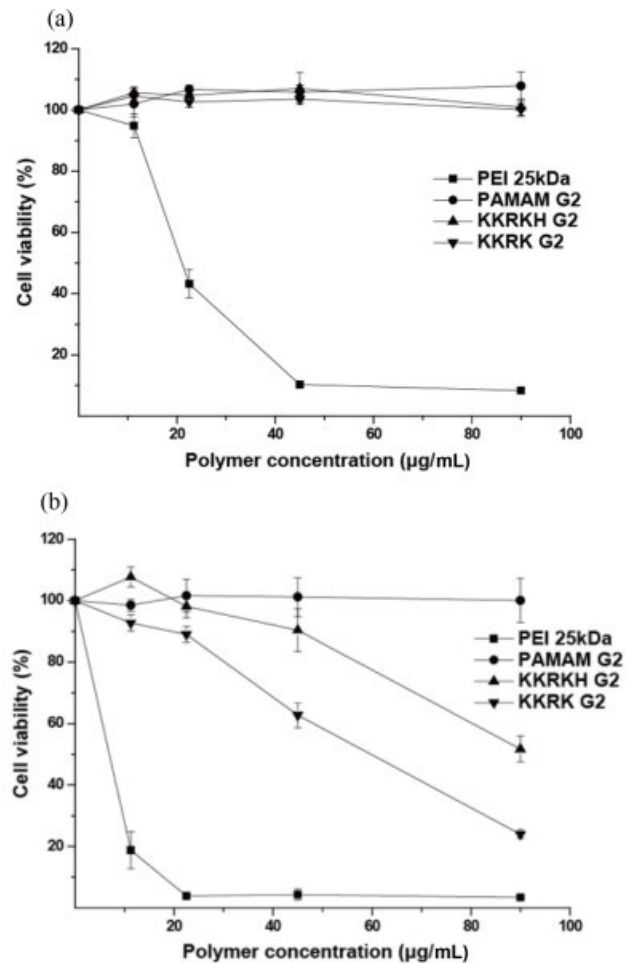 (a)
120
100
80
60
40
20
Cell viability (%)
PEI 25kDa
PAMAM G2
KKRKH G2
KKRK G2
20
40
60
80
100
Polymer concentration (µg/mL)
(b)
120
100
80
60
40
20
Cell viability (%)
PEI 25kDa
PAMAM G2
KKRKH G2
KKRK G2
20
40
60
80
100
Polymer concentration (µg/mL)